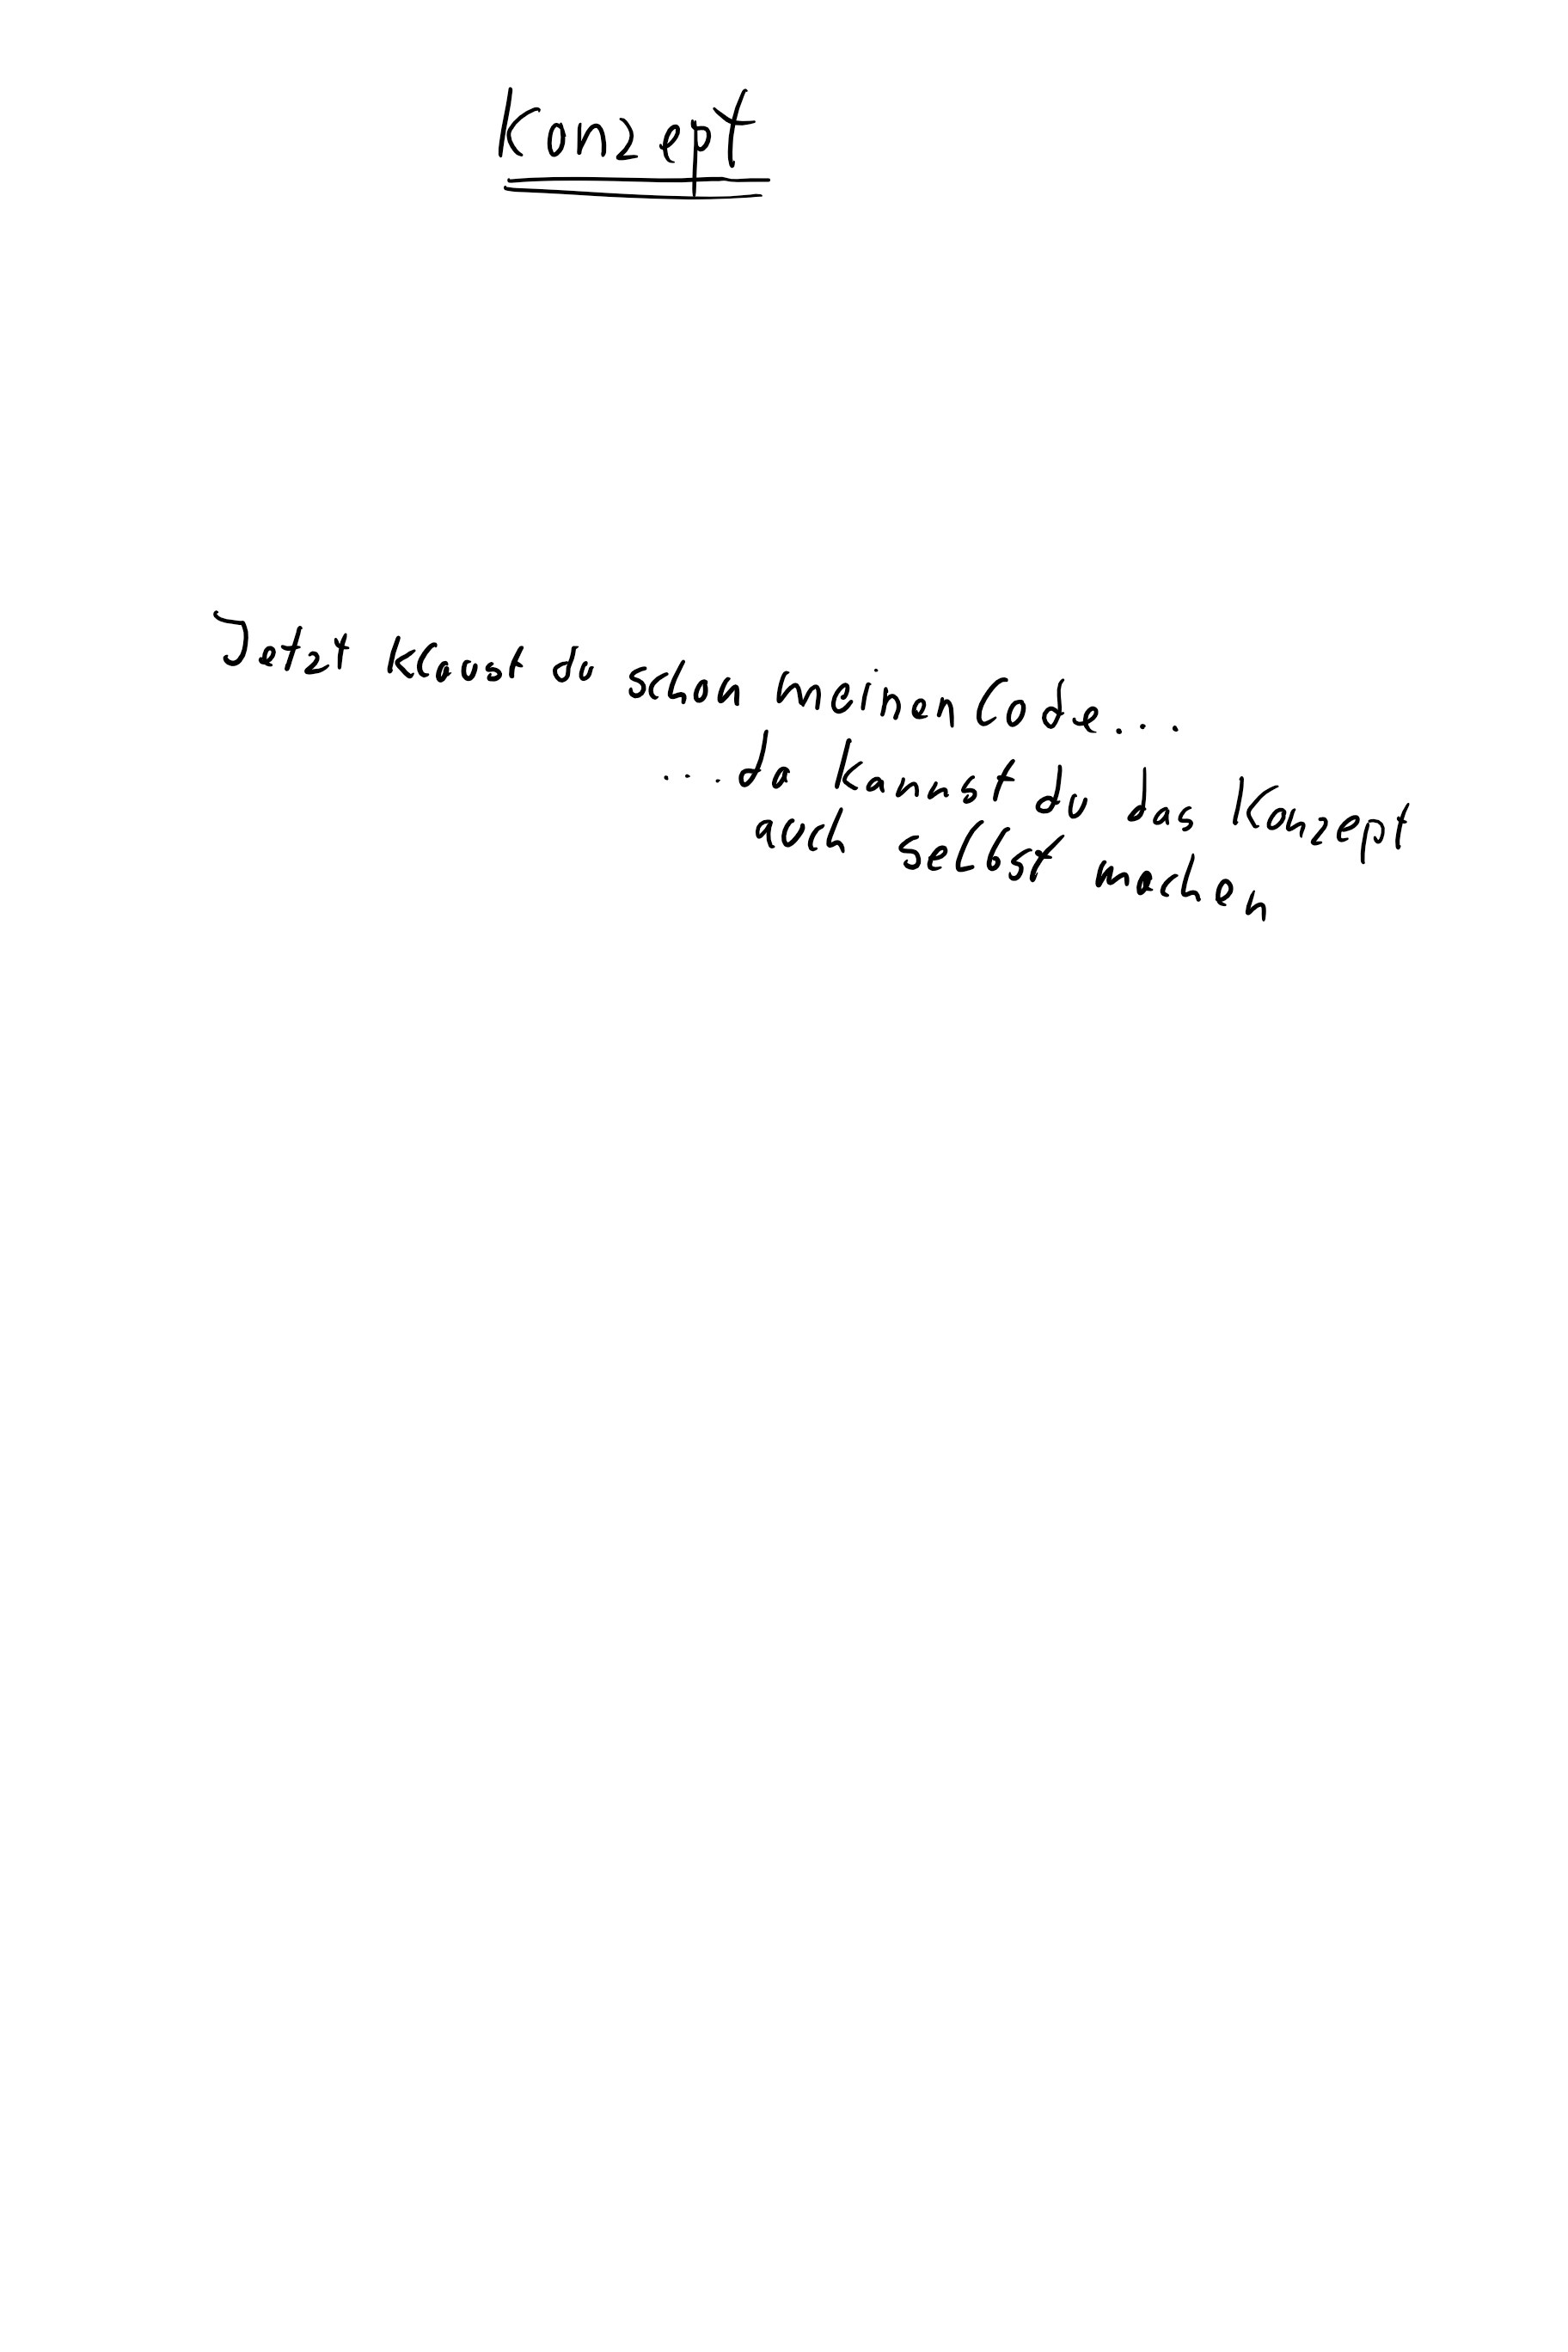 Konzept
Jetzt klaust du schon meinen Code...
...da kannst du das Konzept
auch selbst machen